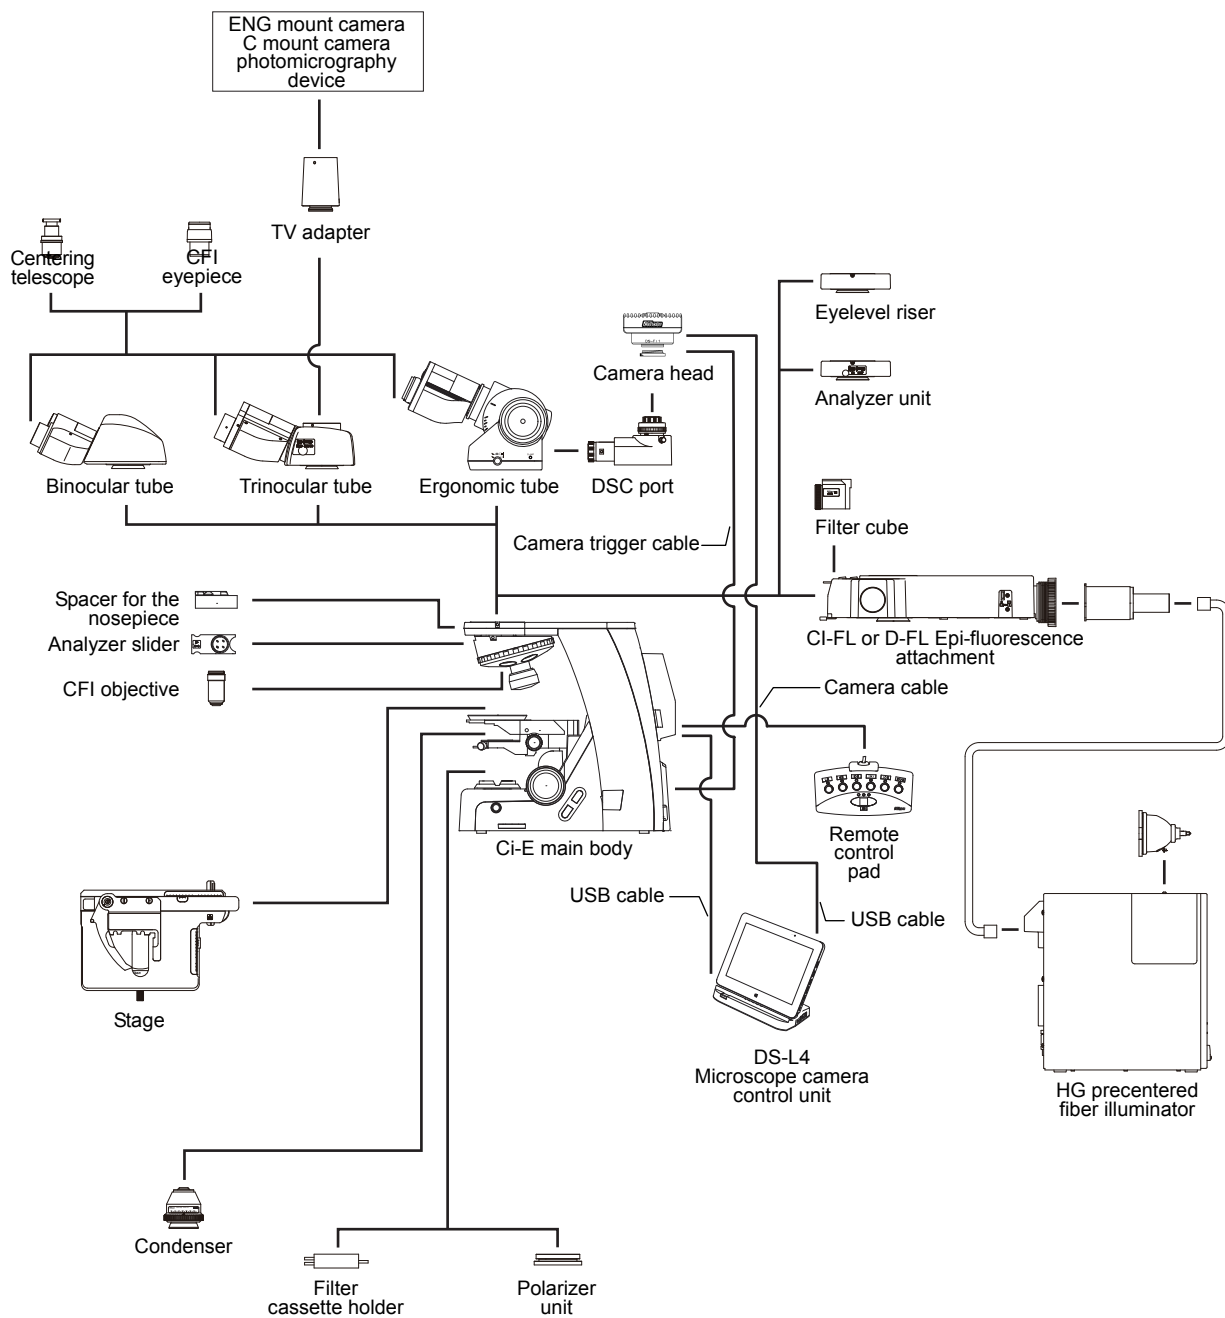 ENG mount camera
C mount camera
photomicrography
device
TV adapter
Centering
telescope
CFI
eyepiece
Eyelevel riser
Camera head
Analyzer unit
Binocular tube
Trinocular tube
Ergonomic tube
DSC port
Filter cube
Camera trigger cable
Spacer for the
nosepiece
Analyzer slider
CFI objective
CI-FL or D-FL Epi-fluorescence
attachment
Camera cable
Ci-E main body
Remote
control
pad
USB cable
USB cable
Stage
DS-L4
Microscope camera
control unit
HG precentered
fiber illuminator
Condenser
Filter
cassette holder
Polarizer
unit